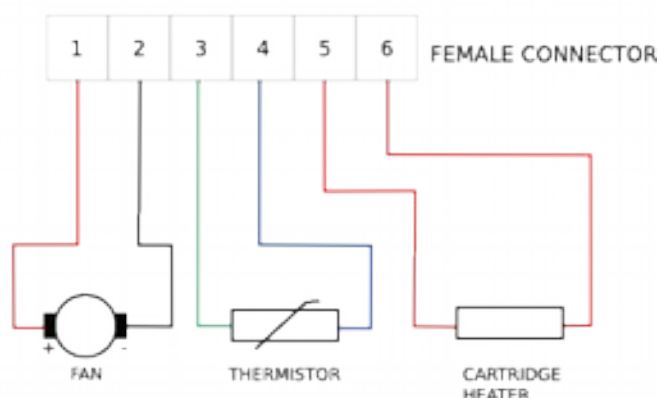 1 2 3 4 5 6 FEMALE CONNECTOR
+ -
FAN THERMISTOR CARTRIDGE
HEATER